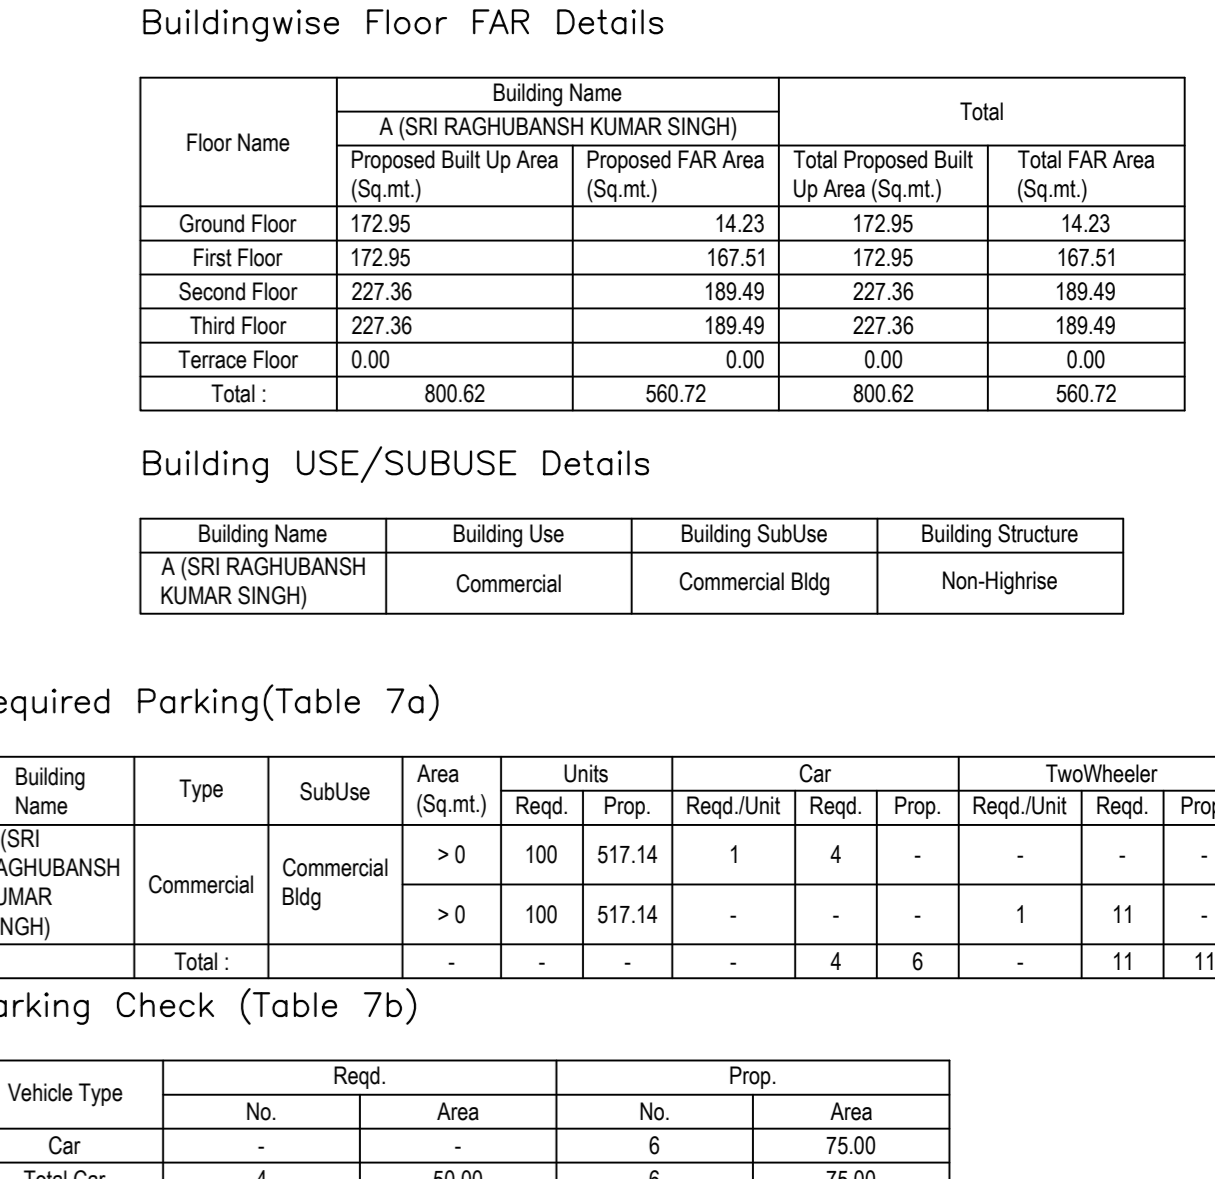 Buildingwise Floor FAR Details
Floor Name | Building Name | Total
A (SRI RAGHUBANSH KUMAR SINGH)
Proposed Built Up Area (Sq.mt.) | Proposed FAR Area (Sq.mt.) | Total Proposed Built Up Area (Sq.mt.) | Total FAR Area (Sq.mt.)
Ground Floor | 172.95 | 14.23 | 172.95 | 14.23
First Floor | 172.95 | 167.51 | 172.95 | 167.51
Second Floor | 227.36 | 189.49 | 227.36 | 189.49
Third Floor | 227.36 | 189.49 | 227.36 | 189.49
Terrace Floor | 0.00 | 0.00 | 0.00 | 0.00
Total : | 800.62 | 560.72 | 800.62 | 560.72
Building USE/SUBUSE Details
Building Name | Building Use | Building SubUse | Building Structure
A (SRI RAGHUBANSH KUMAR SINGH) | Commercial | Commercial Bldg | Non-Highrise
equired Parking(Table 7a)
Building Name | Type | SubUse | Area (Sq.mt.) | Units | Car | TwoWheeler
Reqd. | Prop. | Reqd./Unit | Reqd. | Prop. | Reqd./Unit | Reqd. | Prop
(SRI AGHUBANSH UMAR NGH) | Commercial | Commercial Bldg | > 0 | 100 | 517.14 | 1 | 4 | - | - | - | -
> 0 | 100 | 517.14 | - | - | - | 1 | 11 | -
Total : | - | - | - | - | 4 | 6 | - | 11 | 11
arking Check (Table 7b)
Vehicle Type | Reqd. | Prop.
No. | Area | No. | Area
Car | - | - | 6 | 75.00
Total Car | 4 | 50.00 | 6 | 75.00